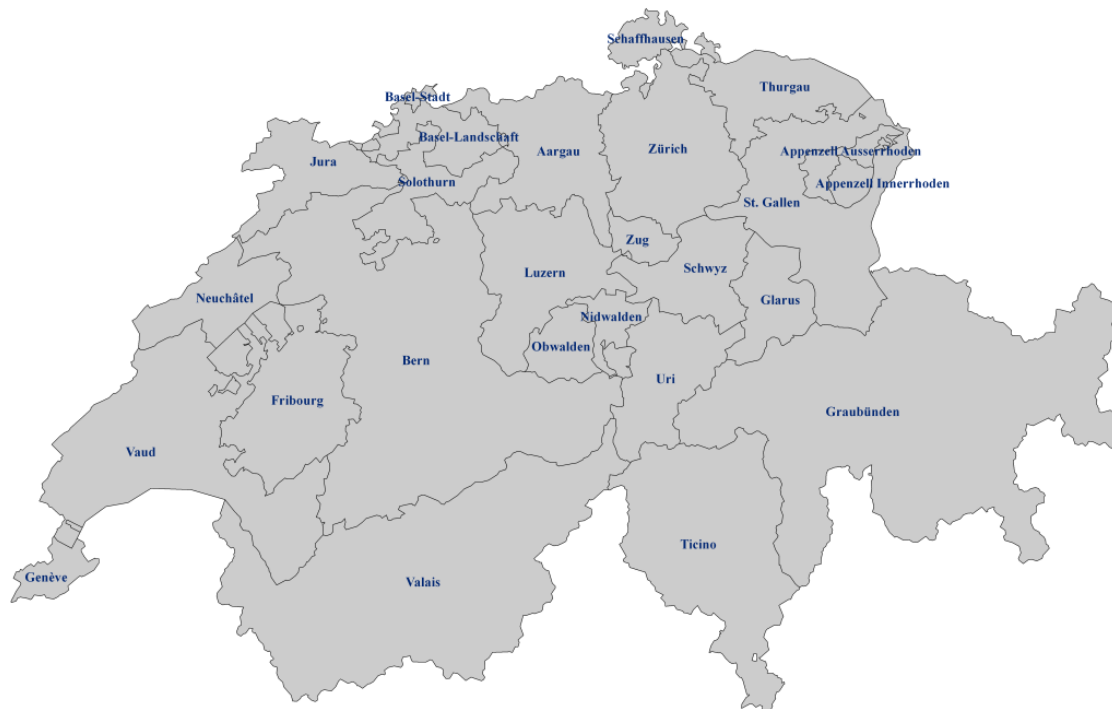 Schaffhausen
Thurgau
Basel-Stadt
Basel-Landschaft
Aargau
Zürich
Appenzell Ausserrhoden
Jura
Solothurn
Appenzell Innerrhoden
St. Gallen
Zug
Luzern
Schwyz
Neuchâtel
Glarus
Nidwalden
Obwalden
Bern
Uri
Fribourg
Graubünden
Vaud
Ticino
Genève
Valais